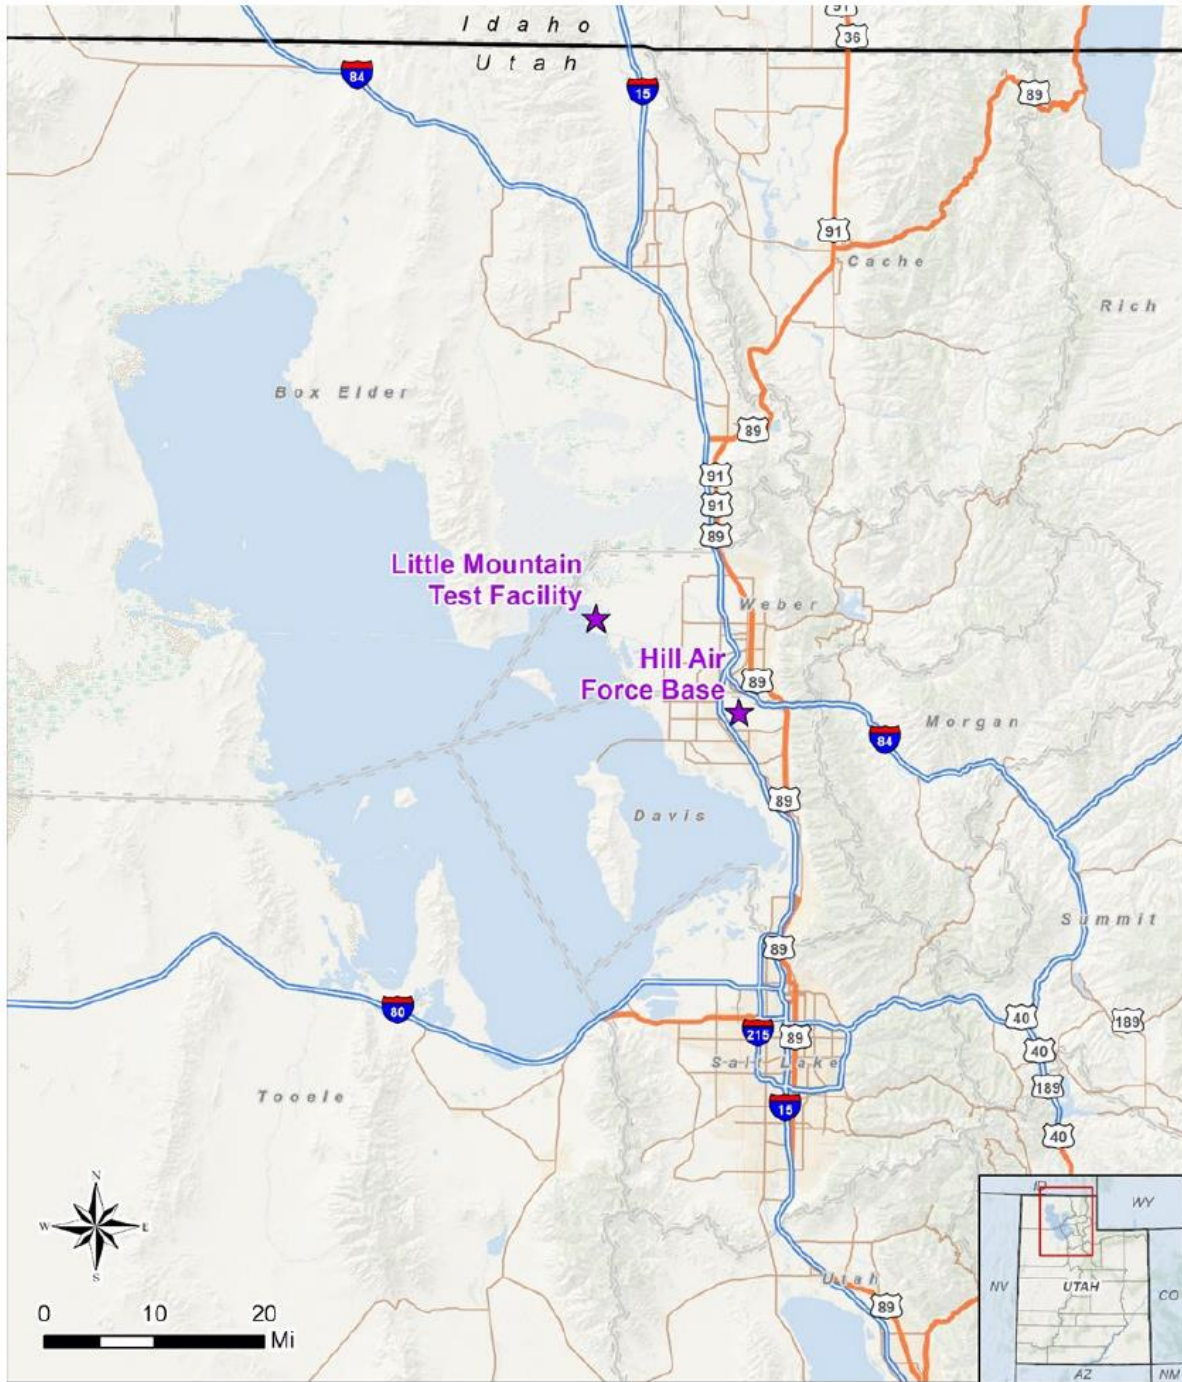 Idaho
Utah
91
36
84
15
89
91
Cache
Rich
Box Elder
89
91
91
89
Little Mountain
Test Facility
Weber
Hill Air
Force Base
89
Morgan
84
89
Davis
Summit
89
80
40
189
215
89
40
Salt Lake
189
Tooele
15
40
N
W E
S
WY
NV
UTAH
CO
Utah
89
0 10 20
Mi
AZ
NM